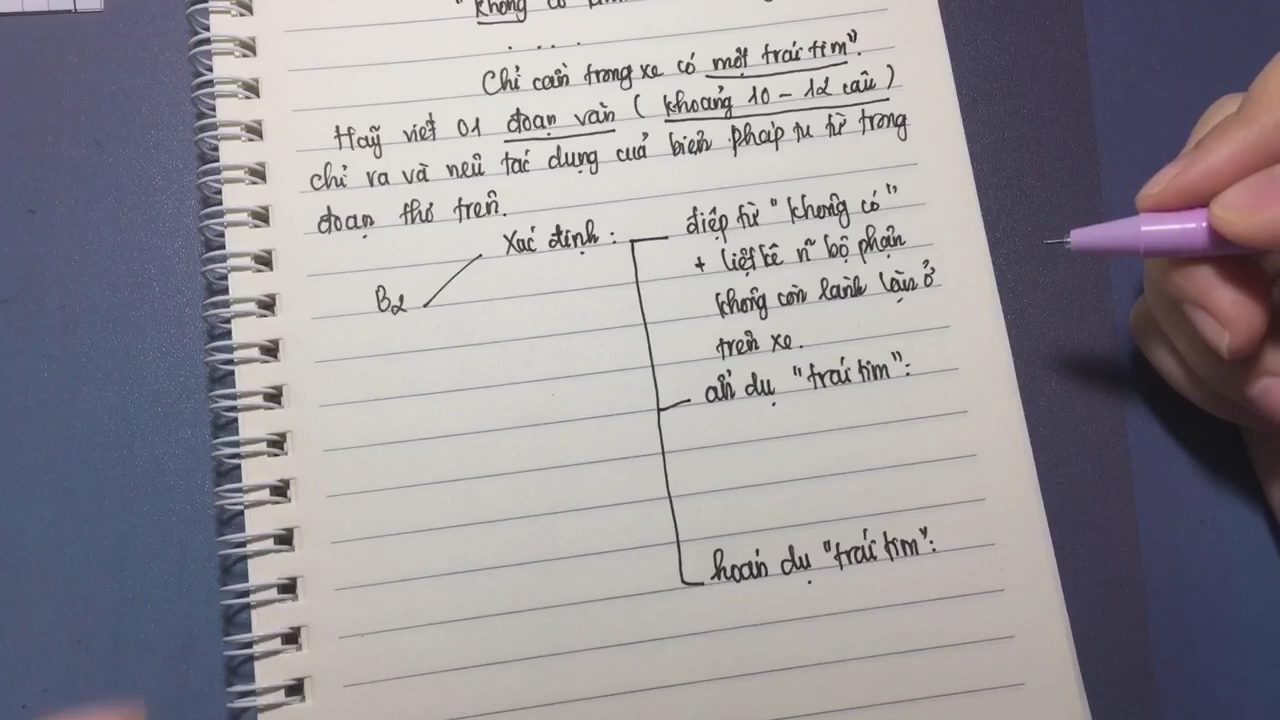 "không có
. . . .
Chỉ cần trong xe có một trái tim".
Hãy viết 01 đoạn văn ( khoảng 10 - 12 câu )
chỉ ra và nêu tác dụng của biện pháp tu từ trong
đoạn thơ trên.
B2
Xác định :
điệp từ "không có"
+ liệt kê n~ bộ phận
không còn lành lặn ở
trên xe.
ẩn dụ "trái tim":
hoán dụ "trái tim":